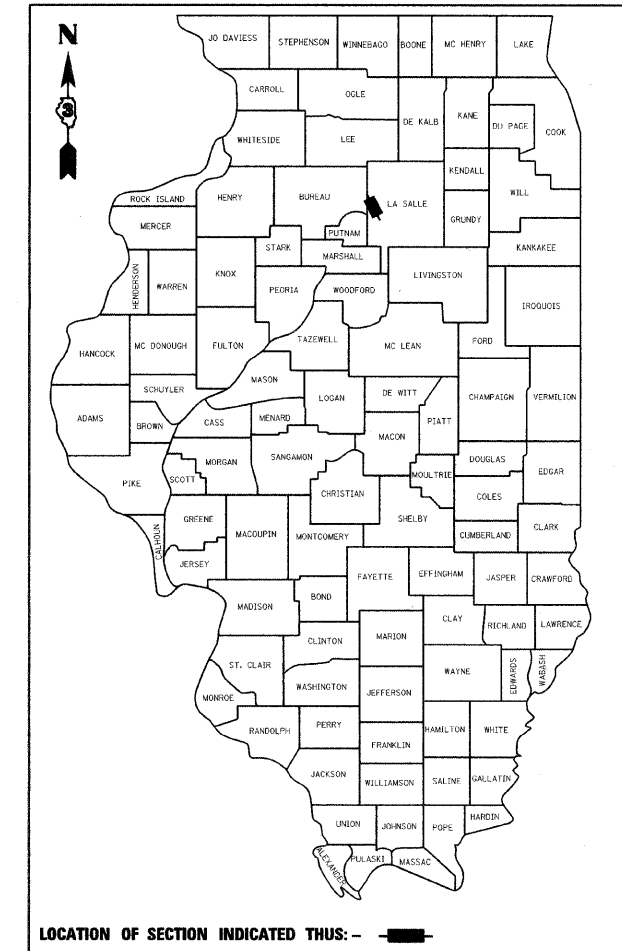 N
3
JO DAVIESS STEPHENSON WINNEBAGO BOONE MC HENRY LAKE
CARROLL OGLE DE KALB KANE DU PAGE COOK
WHITESIDE LEE
KENDALL WILL
ROCK ISLAND HENRY BUREAU LA SALLE GRUNDY
MERCER PUTNAM
STARK MARSHALL KANKAKEE
HENDERSON WARREN KNOX PEORIA WOODFORD LIVINGSTON IROQUOIS
HANCOCK MC DONOUGH FULTON TAZEWELL MC LEAN FORD
SCHUYLER MASON LOGAN DE WITT CHAMPAIGN VERMILION
ADAMS BROWN CASS MENARD MACON PIATT
PIKE SCOTT MORGAN SANGAMON CHRISTIAN MOULTRIE DOUGLAS EDGAR
COLES
CALHOUN GREENE MACOUPIN MONTGOMERY SHELBY CUMBERLAND CLARK
JERSEY FAYETTE EFFINGHAM JASPER CRAWFORD
MADISON BOND
CLINTON MARION CLAY RICHLAND LAWRENCE
ST. CLAIR WAYNE EDWARDS WABASH
MONROE WASHINGTON JEFFERSON
RANDOLPH PERRY HAMILTON WHITE
FRANKLIN
JACKSON WILLIAMSON SALINE GALLATIN
UNION JOHNSON POPE HARDIN
ALEXANDER PULASKI MASSAC
LOCATION OF SECTION INDICATED THUS: -